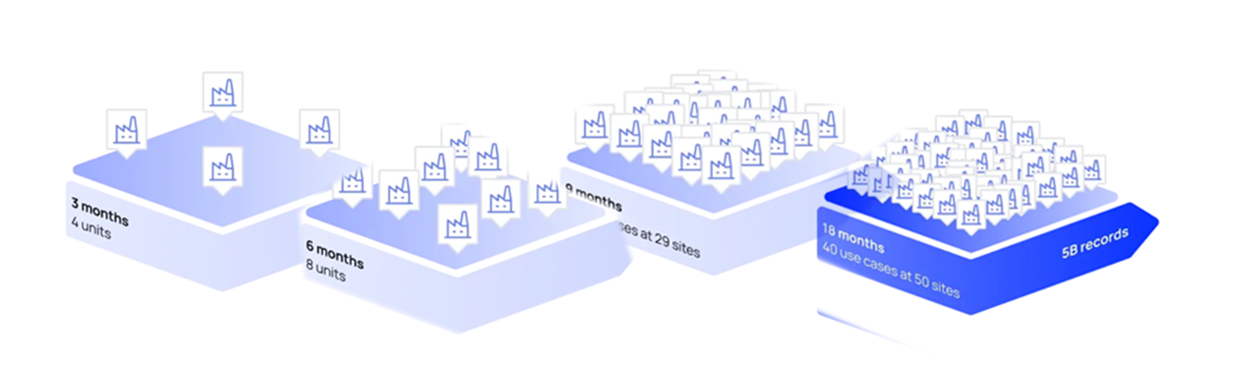 3 months
4 units
6 months
8 units
9 months
at 29 sites
18 months
40 use cases at 50 sites
5B records